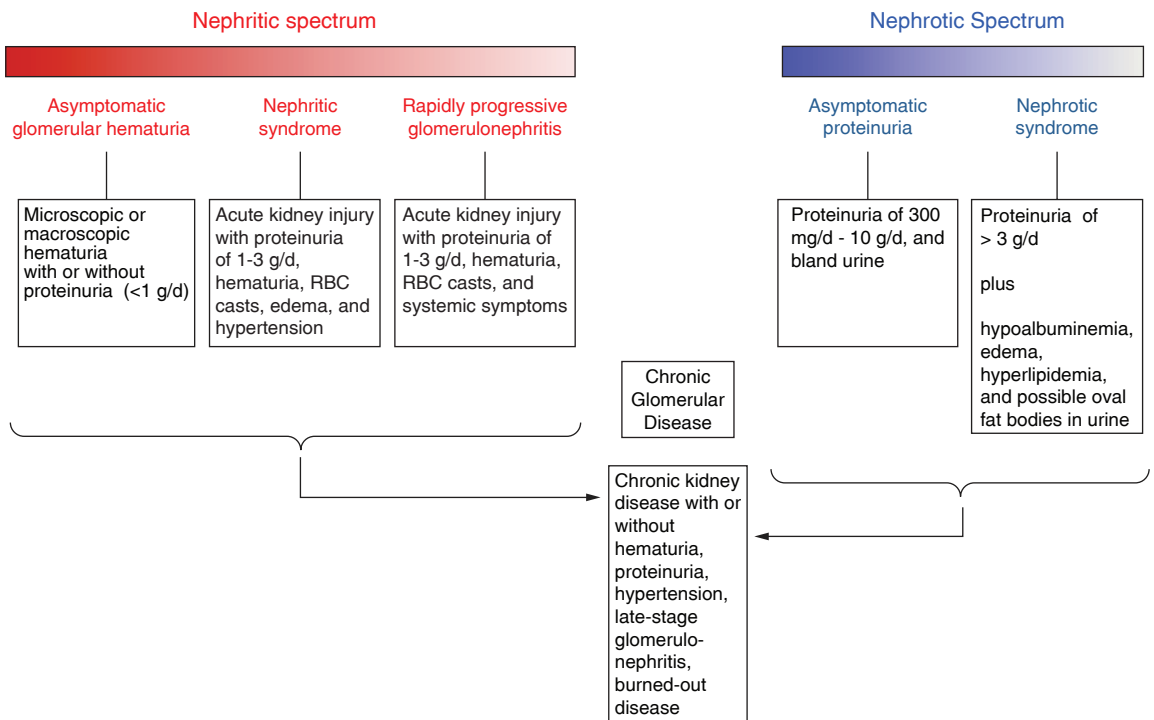 Nephritic spectrum
Nephrotic Spectrum
Asymptomatic
glomerular hematuria
Nephritic
syndrome
Rapidly progressive
glomerulonephritis
Asymptomatic
proteinuria
Nephrotic
syndrome
Microscopic or
macroscopic
hematuria
with or without
proteinuria (<1 g/d)
Acute kidney injury
with proteinuria
of 1-3 g/d,
hematuria, RBC
casts, edema, and
hypertension
Acute kidney injury
with proteinuria of
1-3 g/d, hematuria,
RBC casts, and
systemic symptoms
Proteinuria of 300
mg/d - 10 g/d, and
bland urine
Proteinuria of
> 3 g/d
plus
hypoalbuminemia,
edema,
hyperlipidemia,
and possible oval
fat bodies in urine
Chronic
Glomerular
Disease
Chronic kidney
disease with or
without
hematuria,
proteinuria,
hypertension,
late-stage
glomerulo-
nephritis,
burned-out
disease